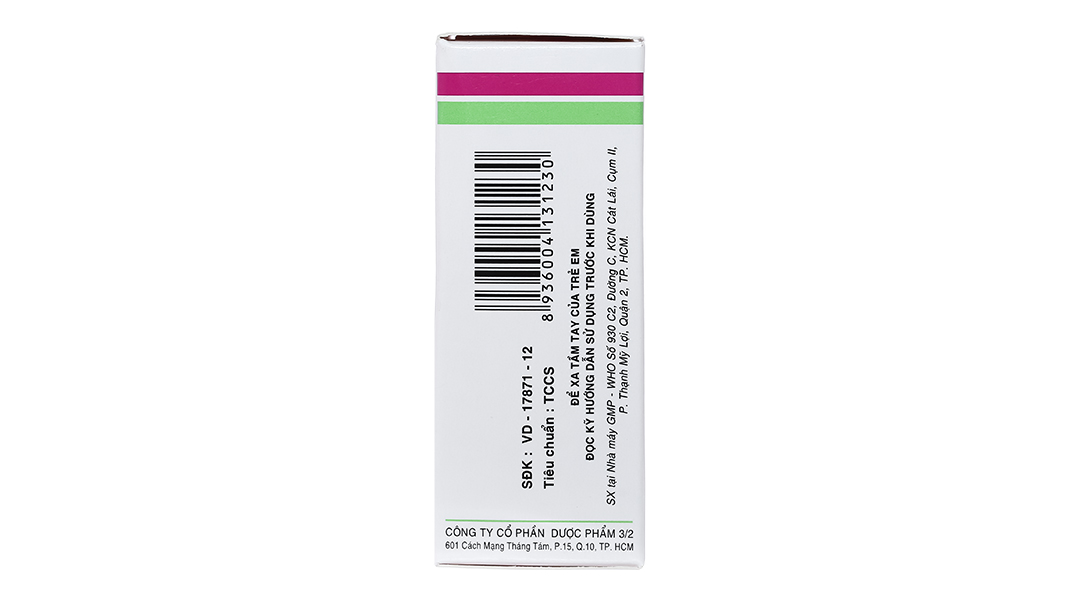 8 936004 131230
SĐK : VD - 17871 - 12
Tiêu chuẩn : TCCS
ĐỂ XA TẦM TAY CỦA TRẺ EM
ĐỌC KỸ HƯỚNG DẪN SỬ DỤNG TRƯỚC KHI DÙNG
SX tại Nhà máy GMP - WHO Số 930 C2, Đường C, KCN Cát Lái, Cụm II,
P. Thạnh Mỹ Lợi, Quận 2, TP. HCM.
CÔNG TY CỔ PHẦN DƯỢC PHẨM 3/2
601 Cách Mạng Tháng Tám, P.15, Q.10, TP. HCM